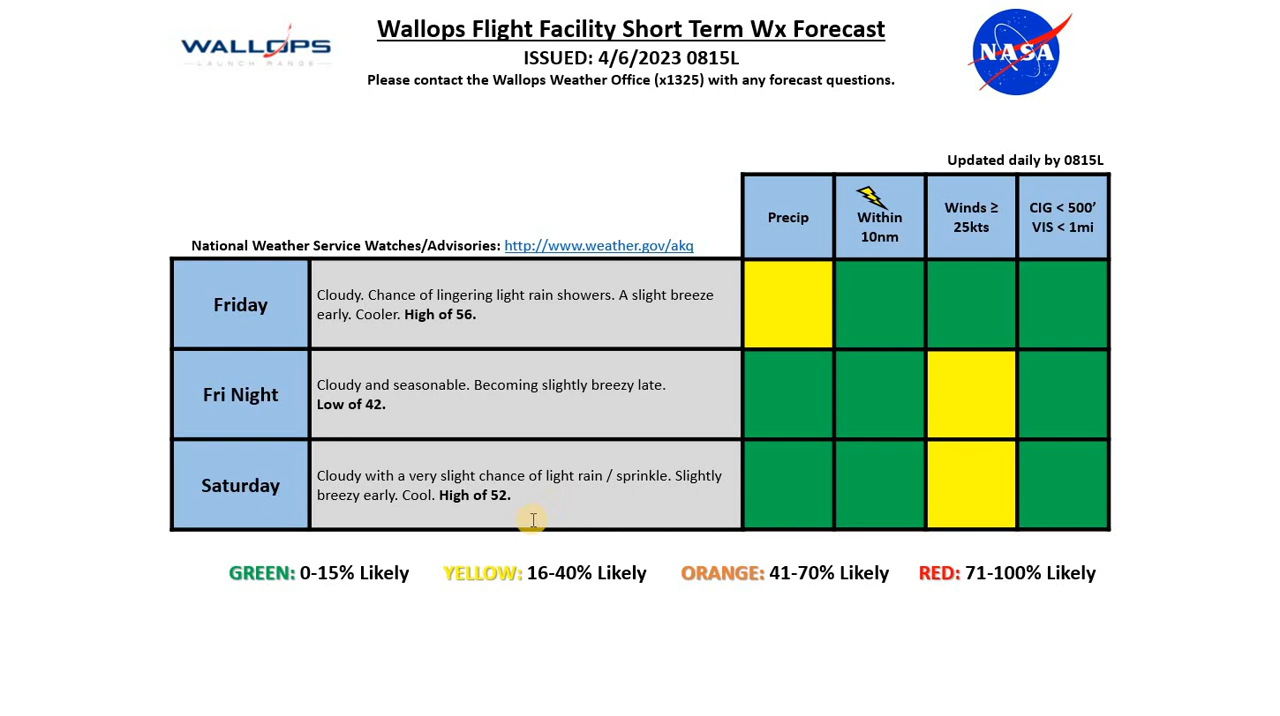 WALLOPS
LAUNCH RANGE
Wallops Flight Facility Short Term Wx Forecast
ISSUED: 4/6/2023 0815L
Please contact the Wallops Weather Office (x1325) with any forecast questions.
NASA
Updated daily by 0815L
National Weather Service Watches/Advisories: http://www.weather.gov/akq
Precip
Within
10nm
Winds ≥
25kts
CIG < 500’
VIS < 1mi
Friday
Cloudy. Chance of lingering light rain showers. A slight breeze
early. Cooler. High of 56.
Fri Night
Cloudy and seasonable. Becoming slightly breezy late.
Low of 42.
Saturday
Cloudy with a very slight chance of light rain / sprinkle. Slightly
breezy early. Cool. High of 52.
GREEN: 0-15% Likely YELLOW: 16-40% Likely ORANGE: 41-70% Likely RED: 71-100% Likely